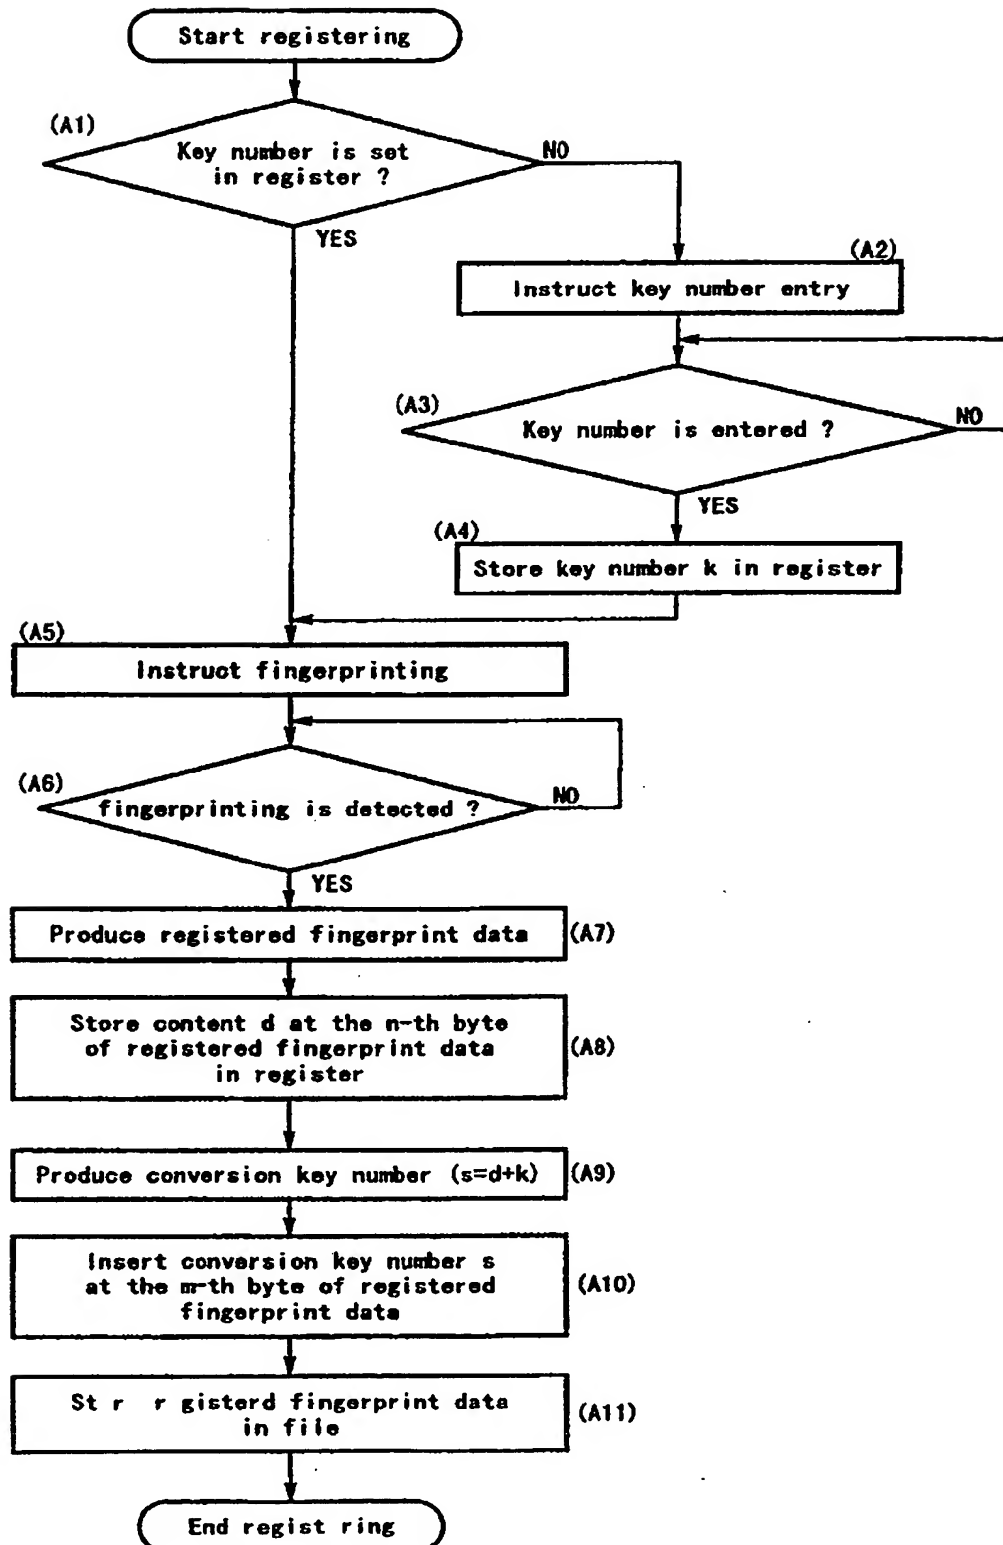 Start registering
(A1)
Key number is set
in register ?
NO
YES
(A2)
Instruct key number entry
(A3)
Key number is entered ?
NO
YES
(A4)
Store key number k in register
(A5)
Instruct fingerprinting
(A6)
fingerprinting is detected ?
NO
YES
Produce registered fingerprint data
(A7)
Store content d at the n-th byte
of registered fingerprint data
in register
(A8)
Produce conversion key number (s=d+k)
(A9)
Insert conversion key number s
at the m-th byte of registered
fingerprint data
(A10)
St r r gisterd fingerprint data
in file
(A11)
End regist ring